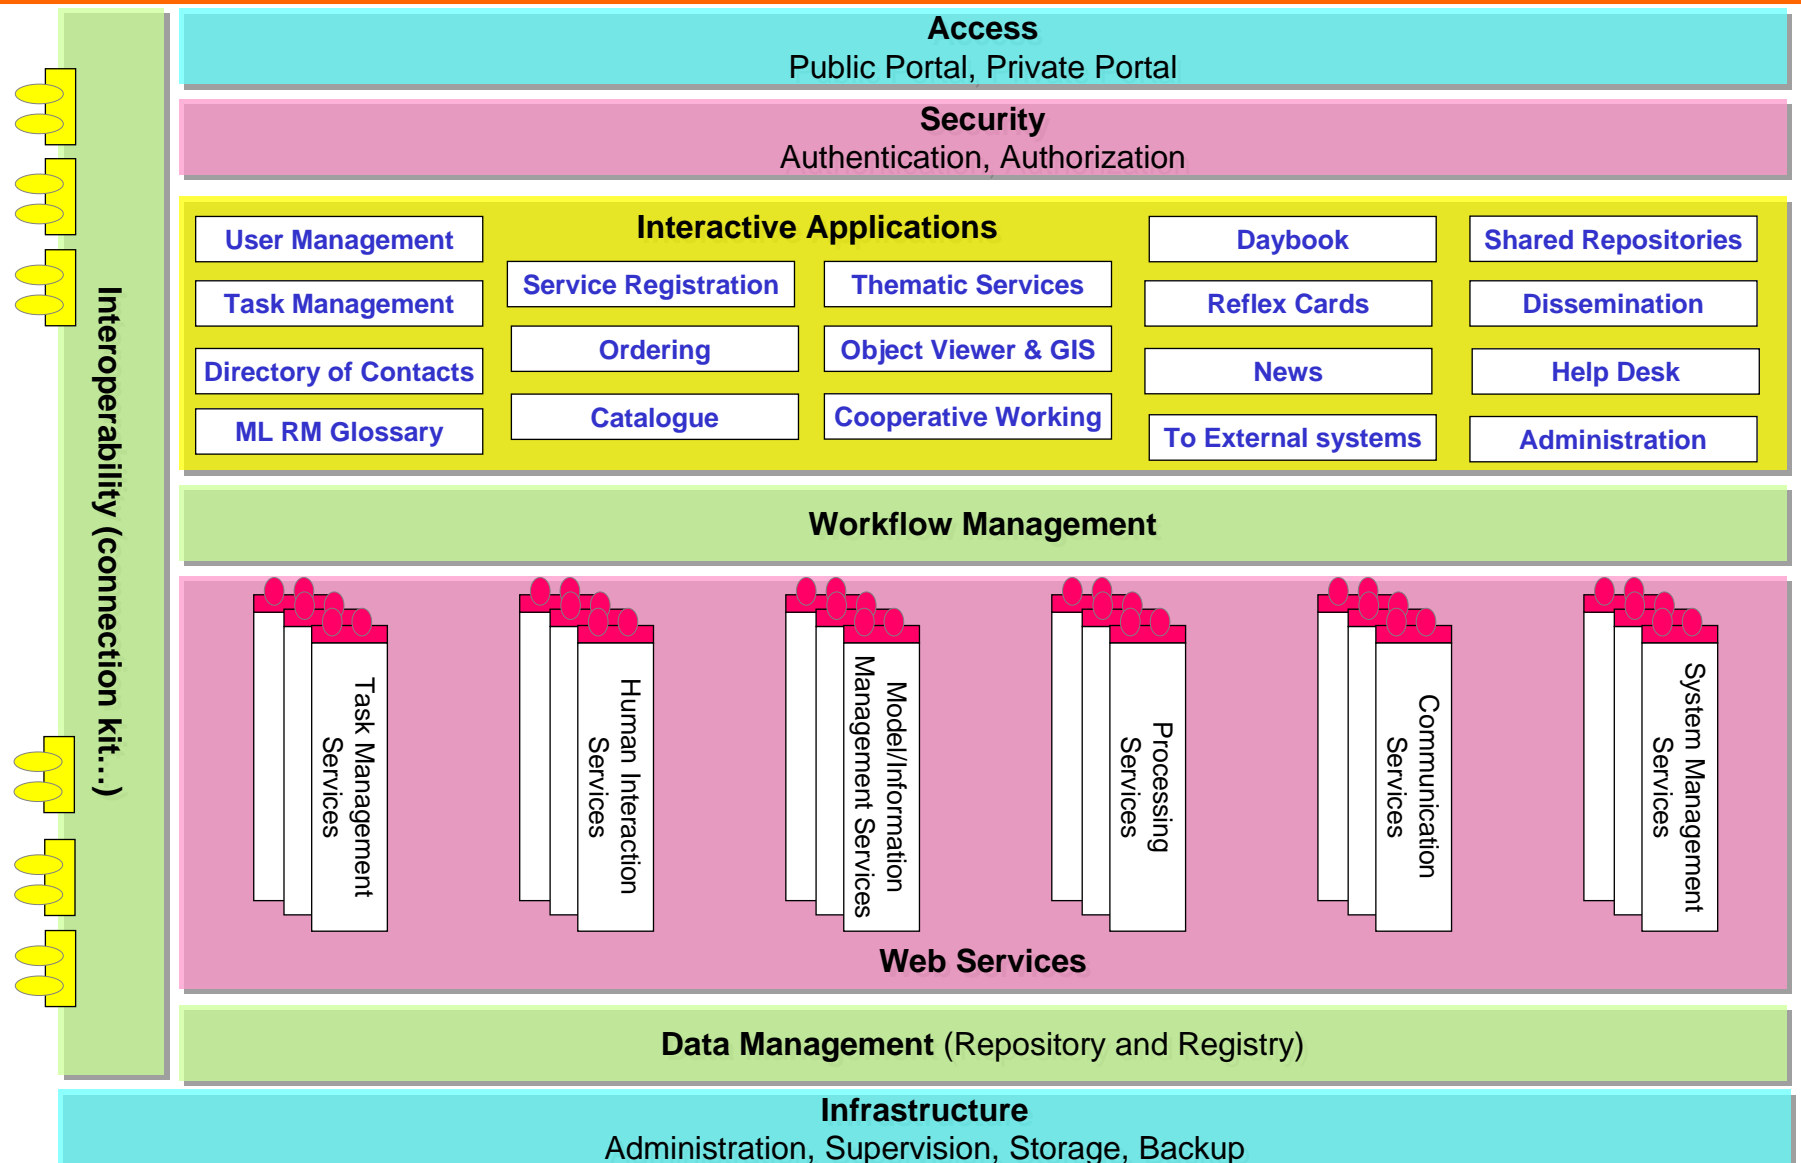 Access
Public Portal, Private Portal
Security
Authentication, Authorization
Interoperability (connection kit…)
Interactive Applications
User Management
Task Management
Directory of Contacts
ML RM Glossary
Service Registration
Ordering
Catalogue
Thematic Services
Object Viewer & GIS
Cooperative Working
Daybook
Reflex Cards
News
To External systems
Shared Repositories
Dissemination
Help Desk
Administration
Workflow Management
Task Management
Services
Human Interaction
Services
Model/Information
Management Services
Processing
Services
Communication
Services
System Management
Services
Web Services
Data Management (Repository and Registry)
Infrastructure
Administration, Supervision, Storage, Backup